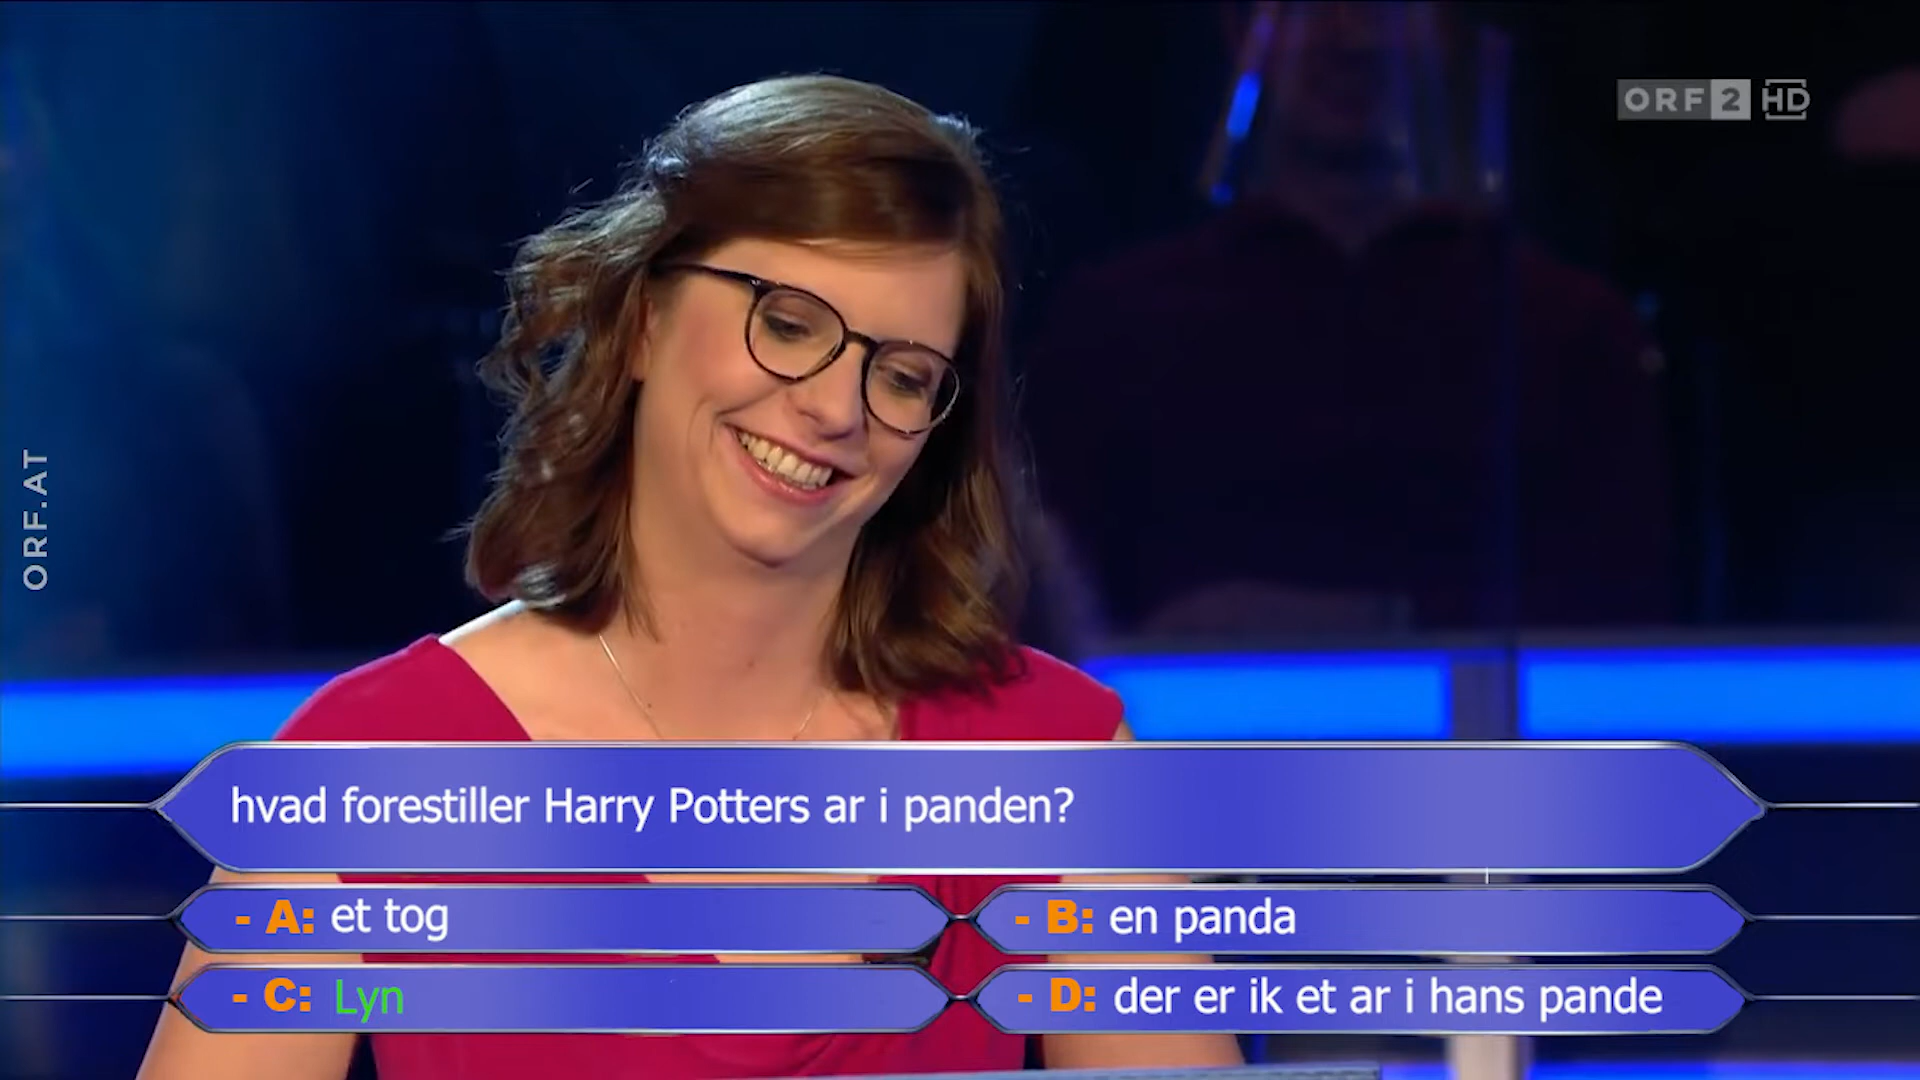 ORF 2 HD
ORF.AT
hvad forestiller Harry Potters ar i panden?
- A: et tog
- B: en panda
- C: Lyn
- D: der er ik et ar i hans pande